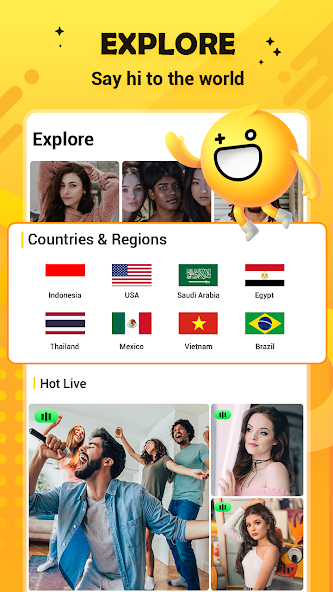 EXPLORE
Say hi to the world
Explore
Countries & Regions
Indonesia
USA
Saudi Arabia
Egypt
Thailand
Mexico
Vietnam
Brazil
Hot Live